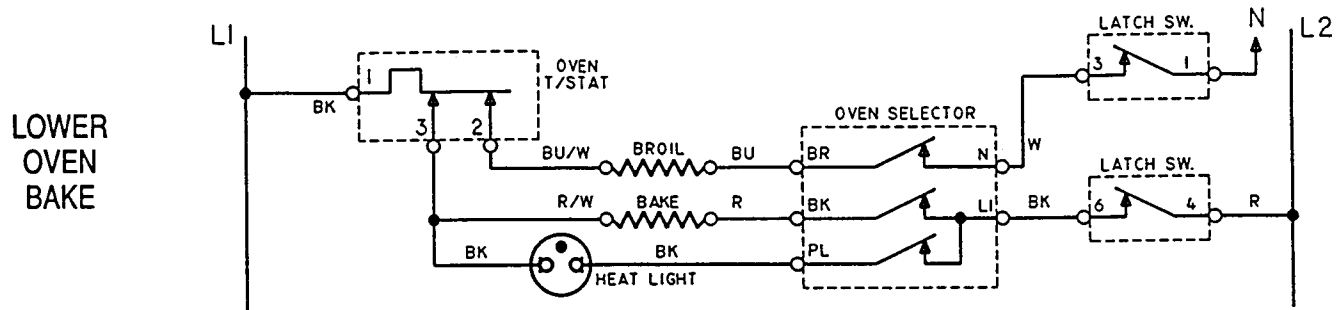 LOWER
OVEN
BAKE
L1
BK
1
OVEN
T/STAT
3
2
BU/W
BROIL
BU
R/W
BAKE
R
BK
HEAT LIGHT
BK
OVEN SELECTOR
BR
N
BK
L1
PL
W
LATCH SW.
3
1
N
BK
LATCH SW.
6
4
R
L2